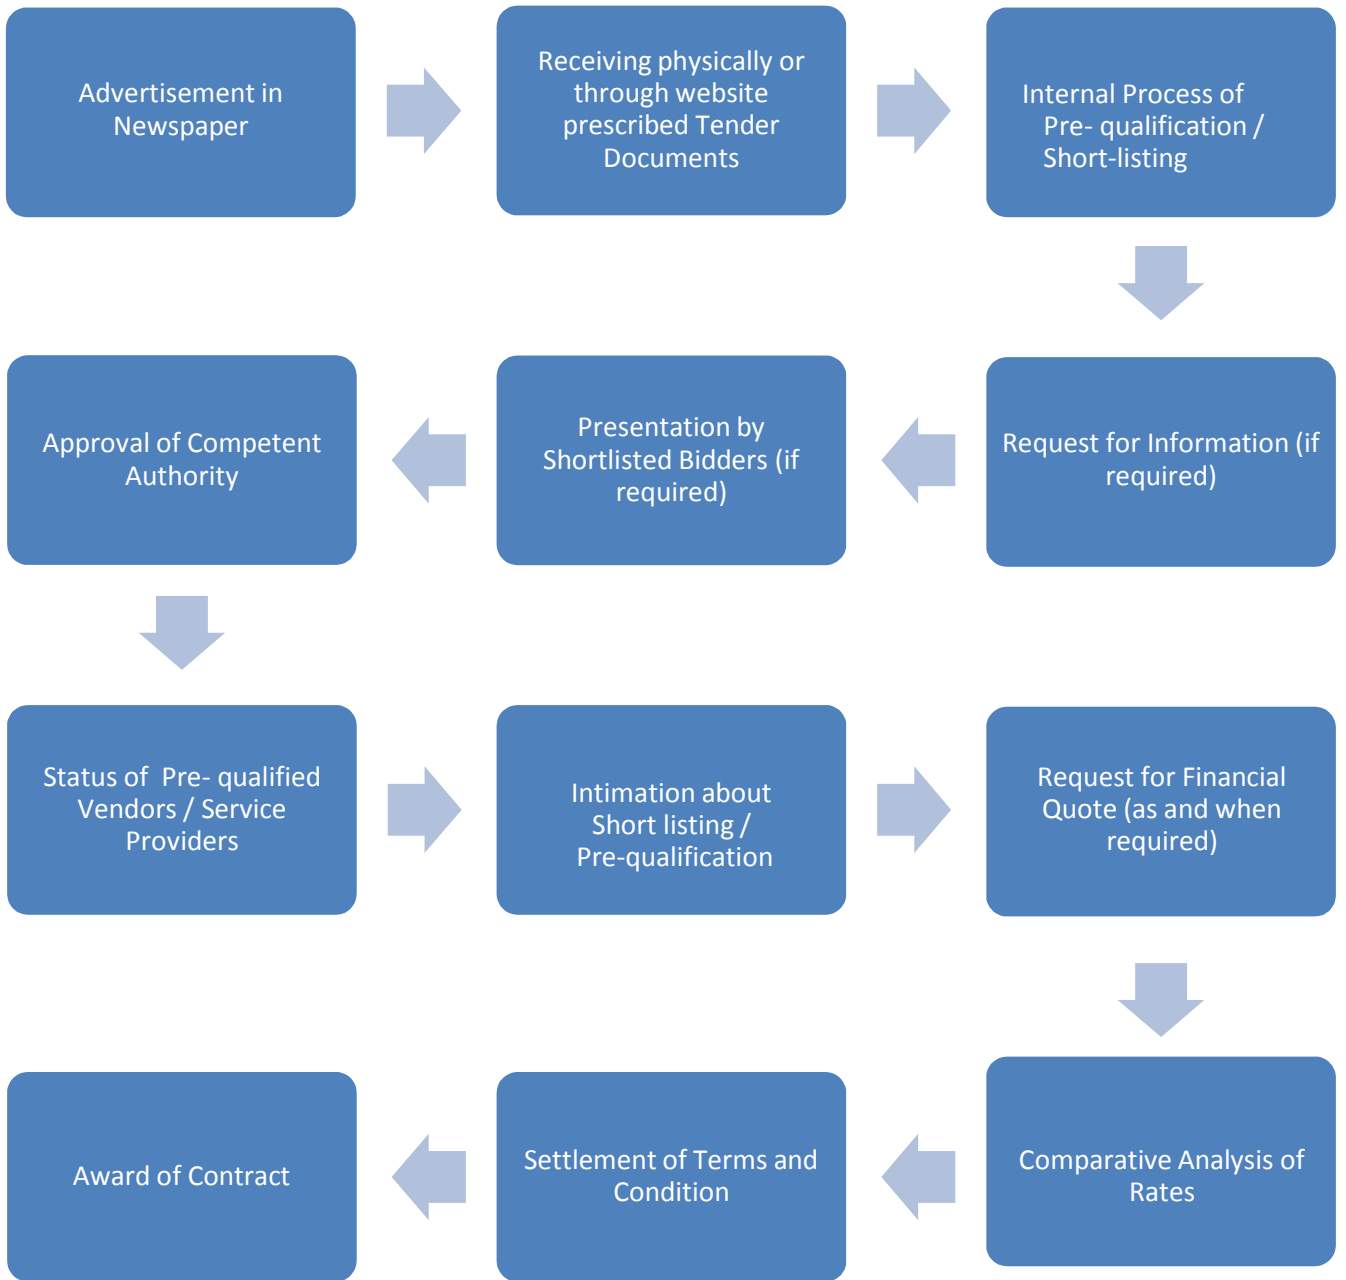 Advertisement in
Newspaper
Receiving physically or
through website
prescribed Tender
Documents
Internal Process of
Pre- qualification /
Short-listing
Request for Information (if
required)
Presentation by
Shortlisted Bidders (if
required)
Approval of Competent
Authority
Status of  Pre- qualified
Vendors / Service
Providers
Intimation about
Short listing /
Pre-qualification
Request for Financial
Quote (as and when
required)
Comparative Analysis of
Rates
Settlement of Terms and
Condition
Award of Contract